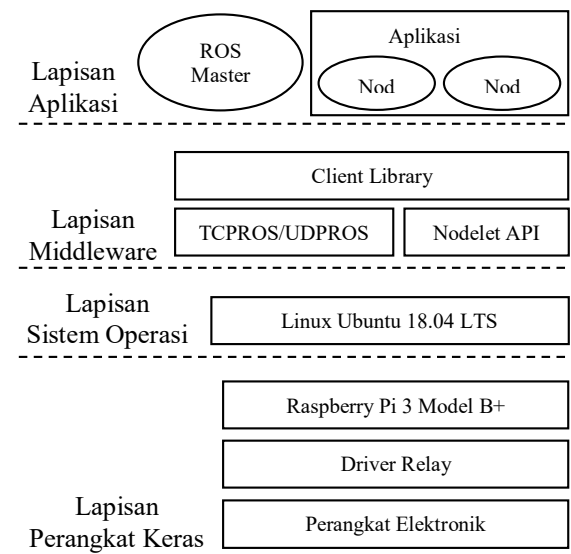 ROS
Master
Aplikasi
Nod
Nod
Lapisan
Aplikasi
Client Library
Lapisan
Middleware
TCPROS/UDPROS
Nodelet API
Lapisan
Sistem Operasi
Linux Ubuntu 18.04 LTS
Raspberry Pi 3 Model B+
Driver Relay
Lapisan
Perangkat Keras
Perangkat Elektronik